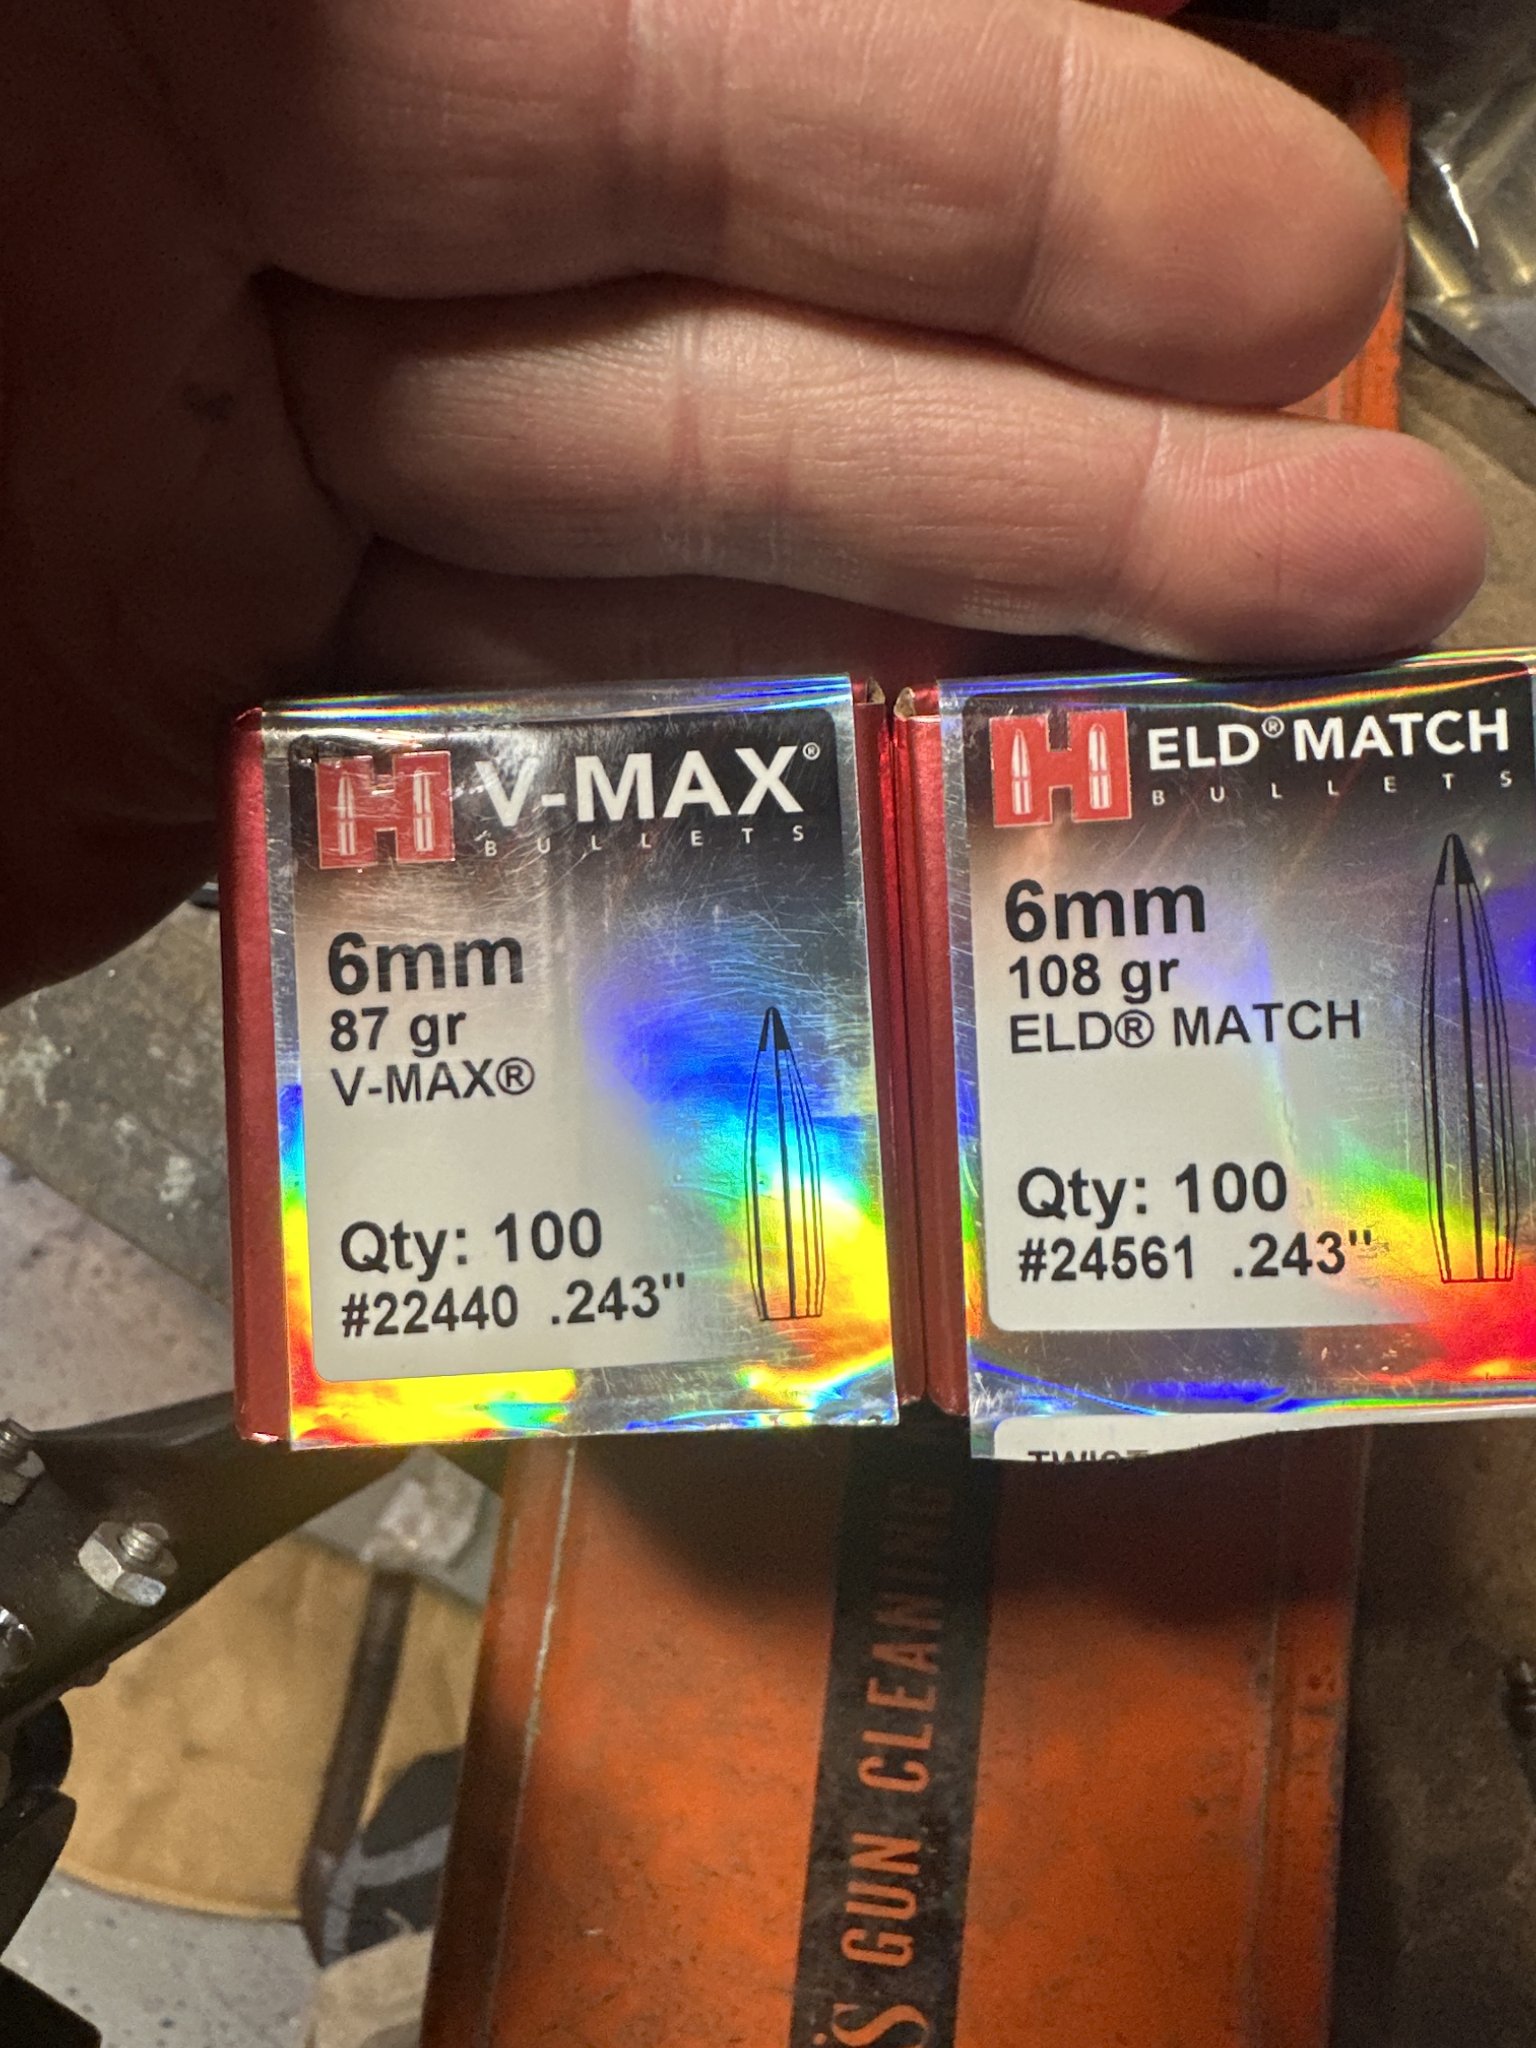 V-MAX®
BULLETS
6mm
87 gr
V-MAX®
Qty: 100
#22440 .243"
ELD® MATCH
BULLETS
6mm
108 gr
ELD® MATCH
Qty: 100
#24561 .243"
GUN CLEANING